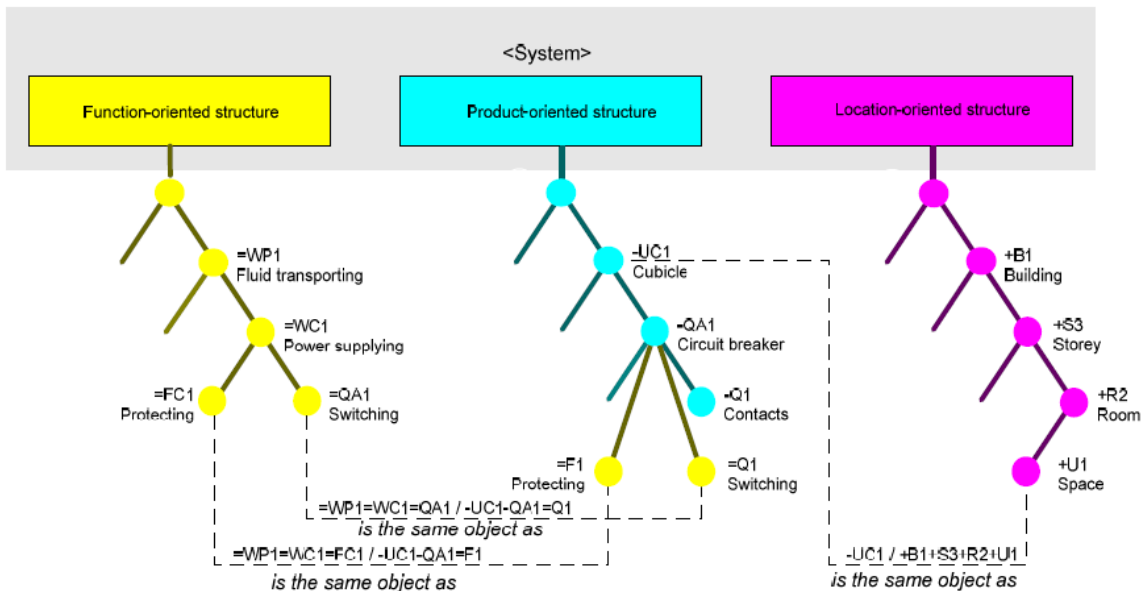 <System>
Function-oriented structure
Product-oriented structure
Location-oriented structure
=WP1
Fluid transporting
-UC1
Cubicle
+B1
Building
=WC1
Power supplying
-QA1
Circuit breaker
+S3
Storey
=FC1
Protecting
=QA1
Switching
-Q1
Contacts
+R2
Room
=F1
Protecting
=Q1
Switching
+U1
Space
=WP1=WC1=QA1 / -UC1-QA1=Q1
is the same object as
=WP1=WC1=FC1 / -UC1-QA1=F1
is the same object as
-UC1 / +B1+S3+R2+U1
is the same object as